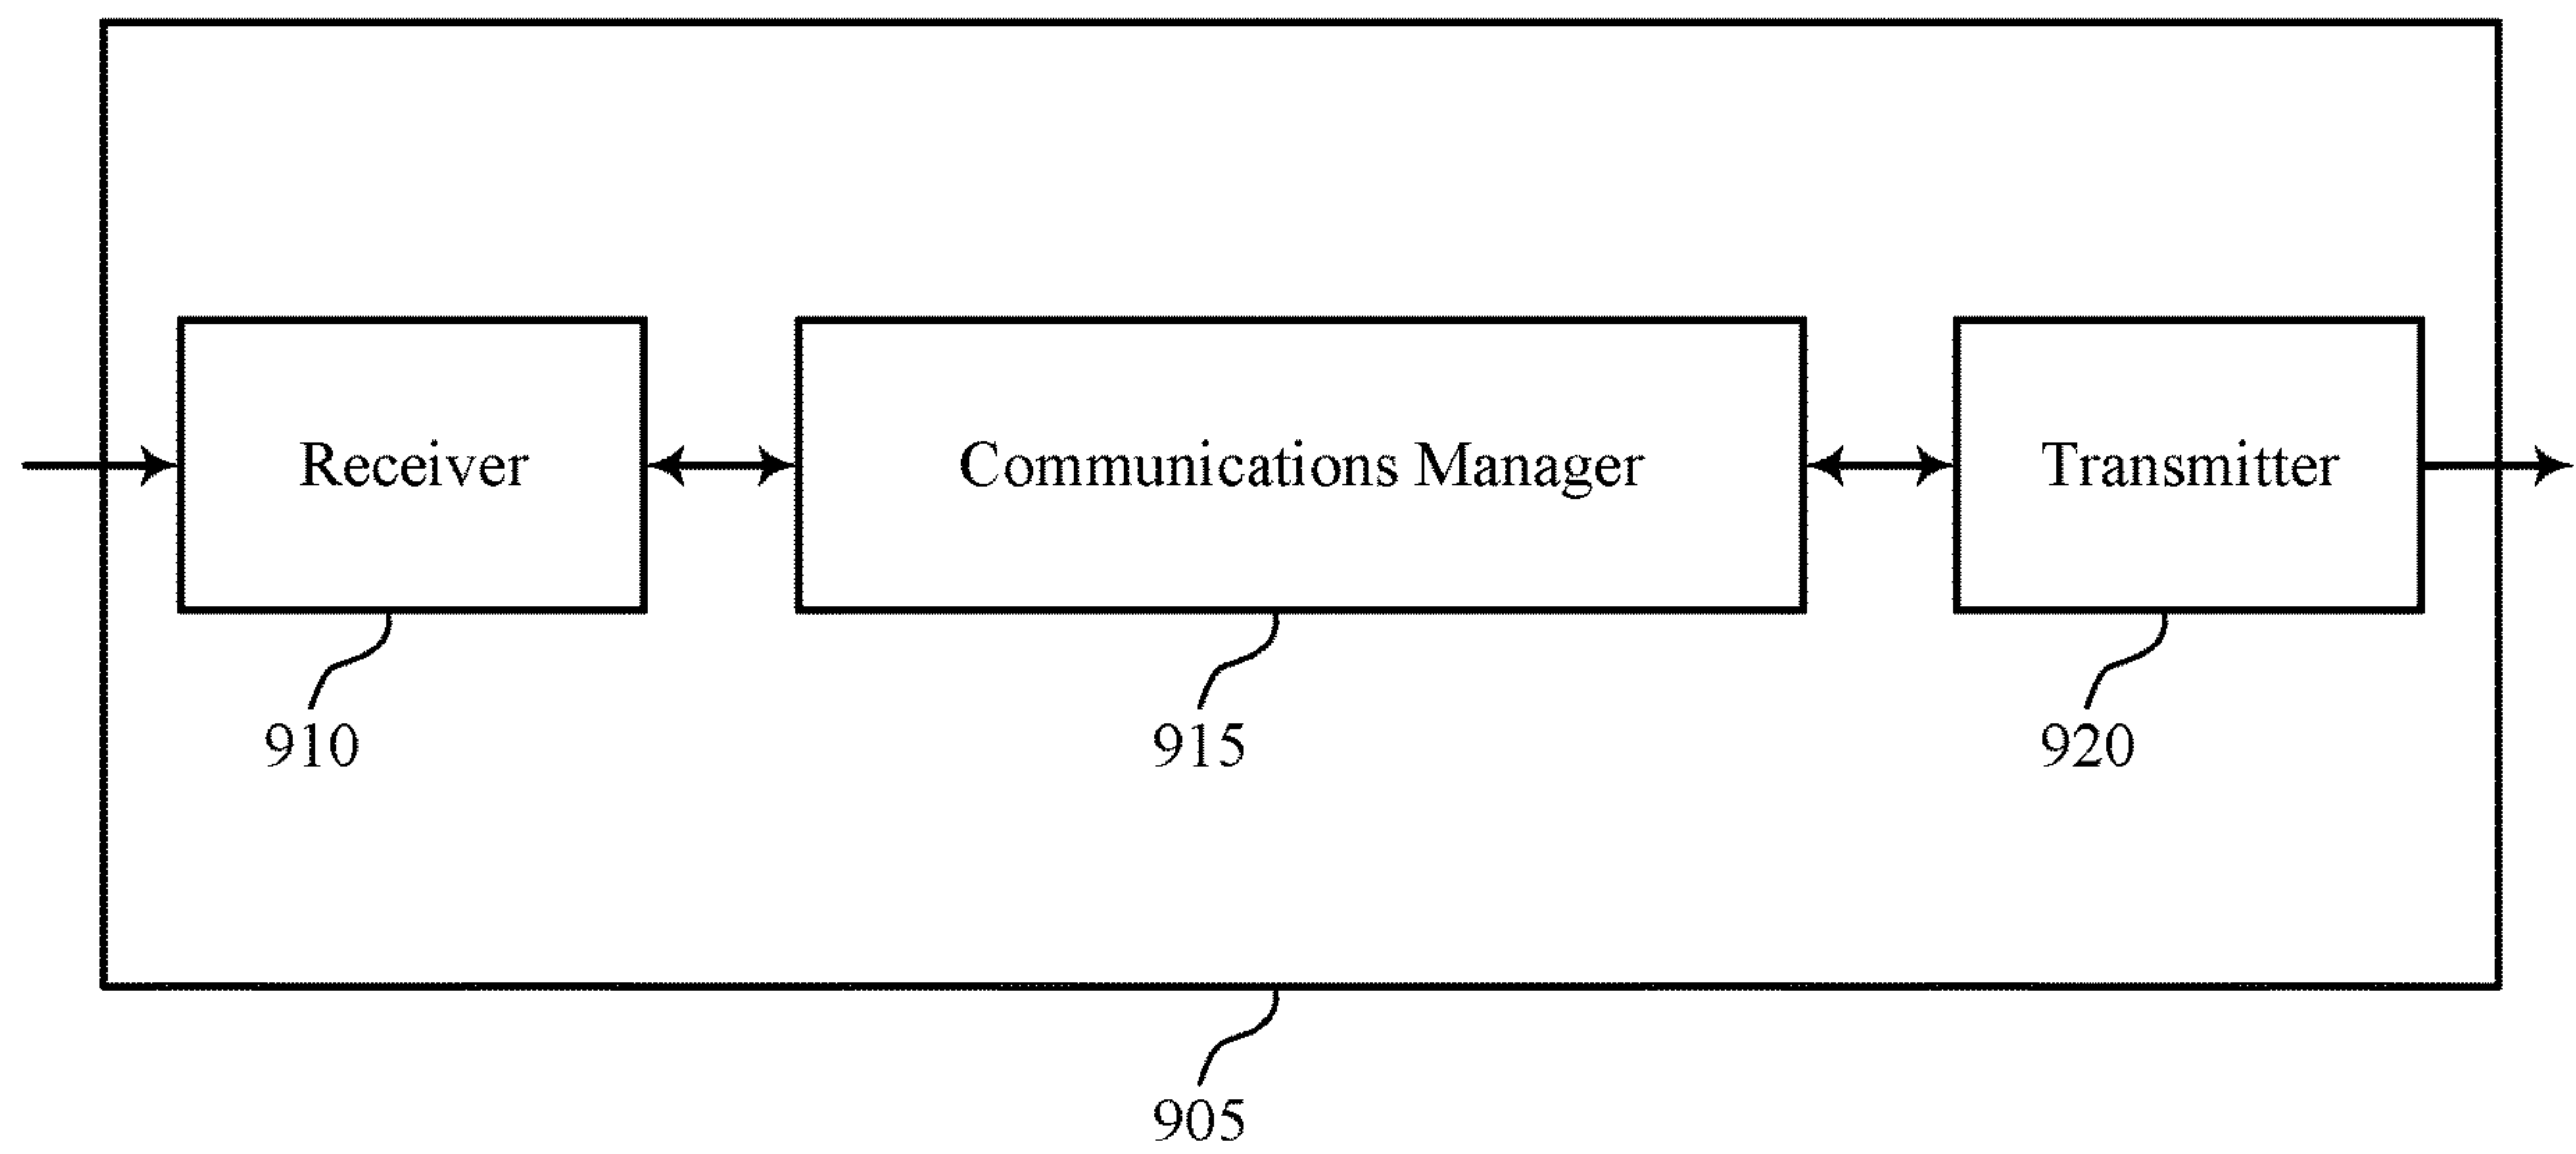 Receiver
Communications Manager
Transmitter
910
915
920
905